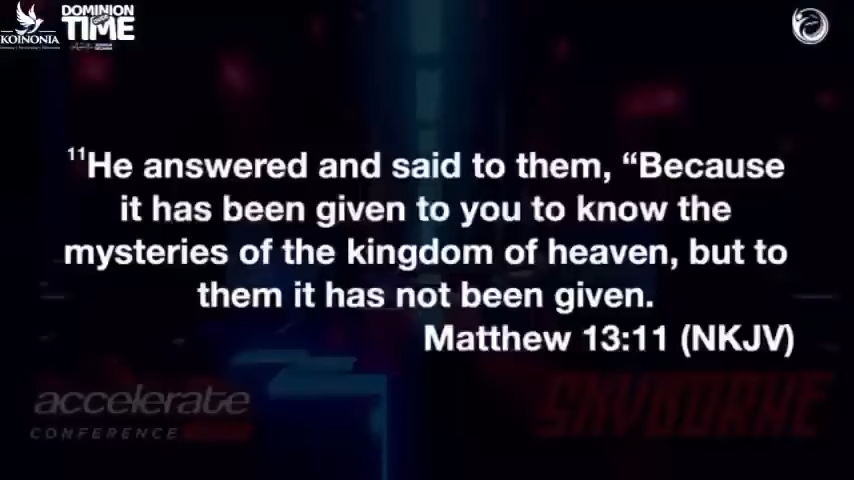 KOINONIA
DOMINION
TIME
11He answered and said to them, “Because
it has been given to you to know the
mysteries of the kingdom of heaven, but to
them it has not been given.
Matthew 13:11 (NKJV)
accelerate
CONFERENCE